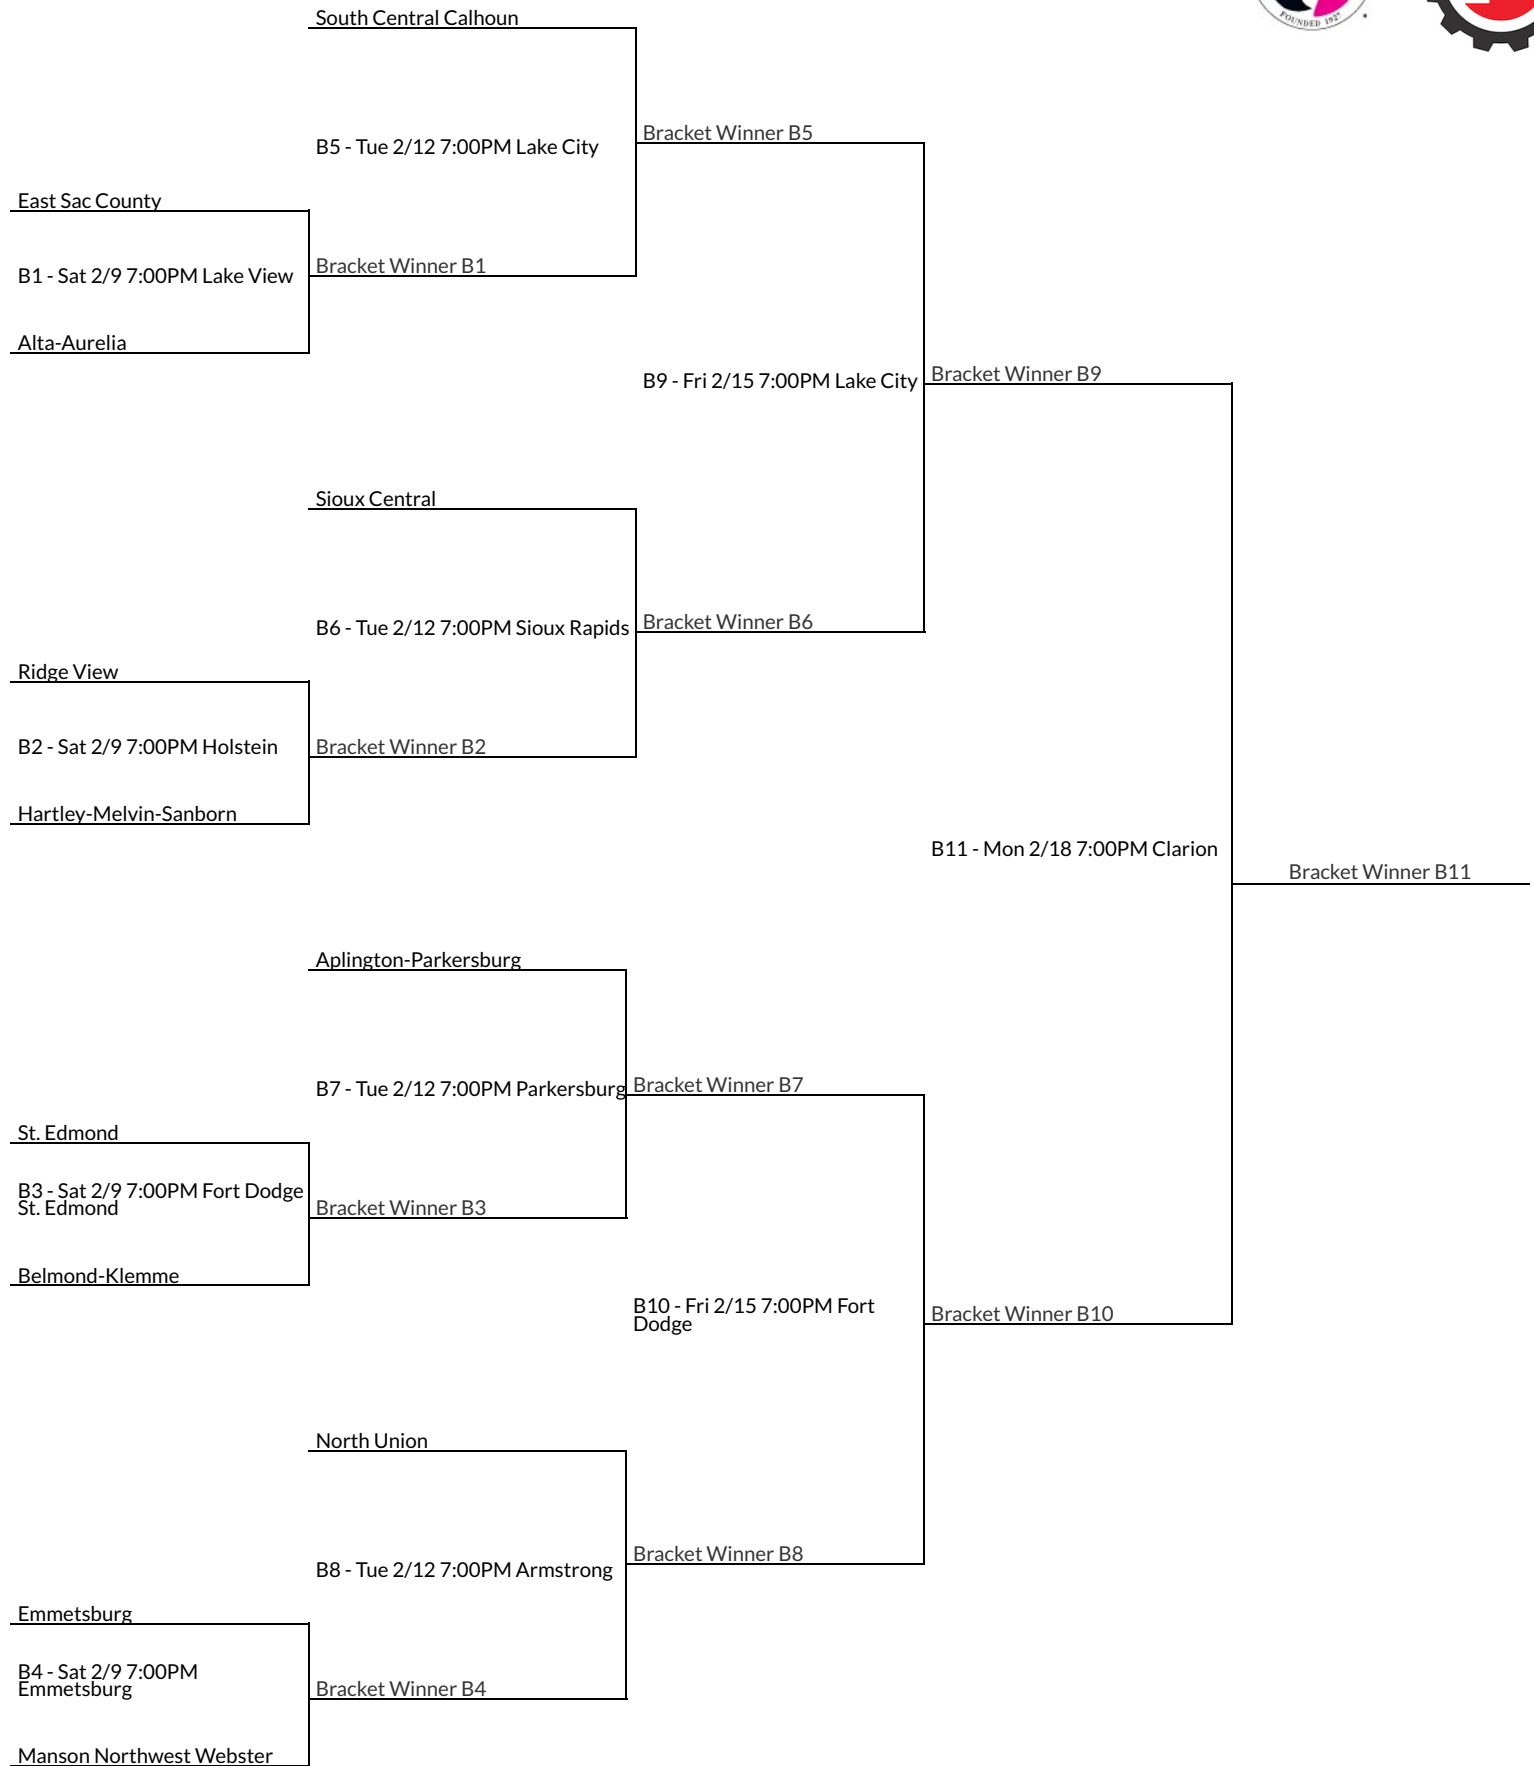 South Central Calhoun
FOUNDED 1927
B5 - Tue 2/12 7:00PM Lake City
Bracket Winner B5
East Sac County
B1 - Sat 2/9 7:00PM Lake View
Bracket Winner B1
Alta-Aurelia
B9 - Fri 2/15 7:00PM Lake City
Bracket Winner B9
Sioux Central
B6 - Tue 2/12 7:00PM Sioux Rapids
Bracket Winner B6
Ridge View
B2 - Sat 2/9 7:00PM Holstein
Bracket Winner B2
Hartley-Melvin-Sanborn
B11 - Mon 2/18 7:00PM Clarion
Bracket Winner B11
Aplington-Parkersburg
B7 - Tue 2/12 7:00PM Parkersburg
Bracket Winner B7
St. Edmond
B3 - Sat 2/9 7:00PM Fort Dodge
St. Edmond
Bracket Winner B3
Belmond-Klemme
B10 - Fri 2/15 7:00PM Fort
Dodge
Bracket Winner B10
North Union
B8 - Tue 2/12 7:00PM Armstrong
Bracket Winner B8
Emmetsburg
B4 - Sat 2/9 7:00PM
Emmetsburg
Bracket Winner B4
Manson Northwest Webster